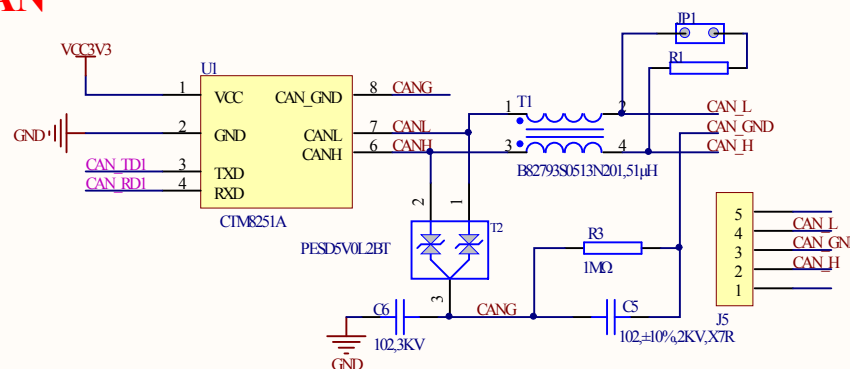 JP1
VCC3V3
U1
R1
1
VCC
CAN_GND
8
CANG
T1
1
2
CAN_L
2
GND
CANL
7
CANL
CAN_GND
GND
CANH
6
CANH
3
4
CAN_H
CAN_TD1
3
TXD
B82793S0513N201,51μH
CAN_RD1
4
RXD
CTM8251A
2
1
5
T2
4
CAN_L
PESD5V0L2BT
R3
3
CAN_GN
1MΩ
2
CAN_H
3
1
C6
CANG
C5
J5
102,3KV
102,±10%,2KV,X7R
GND